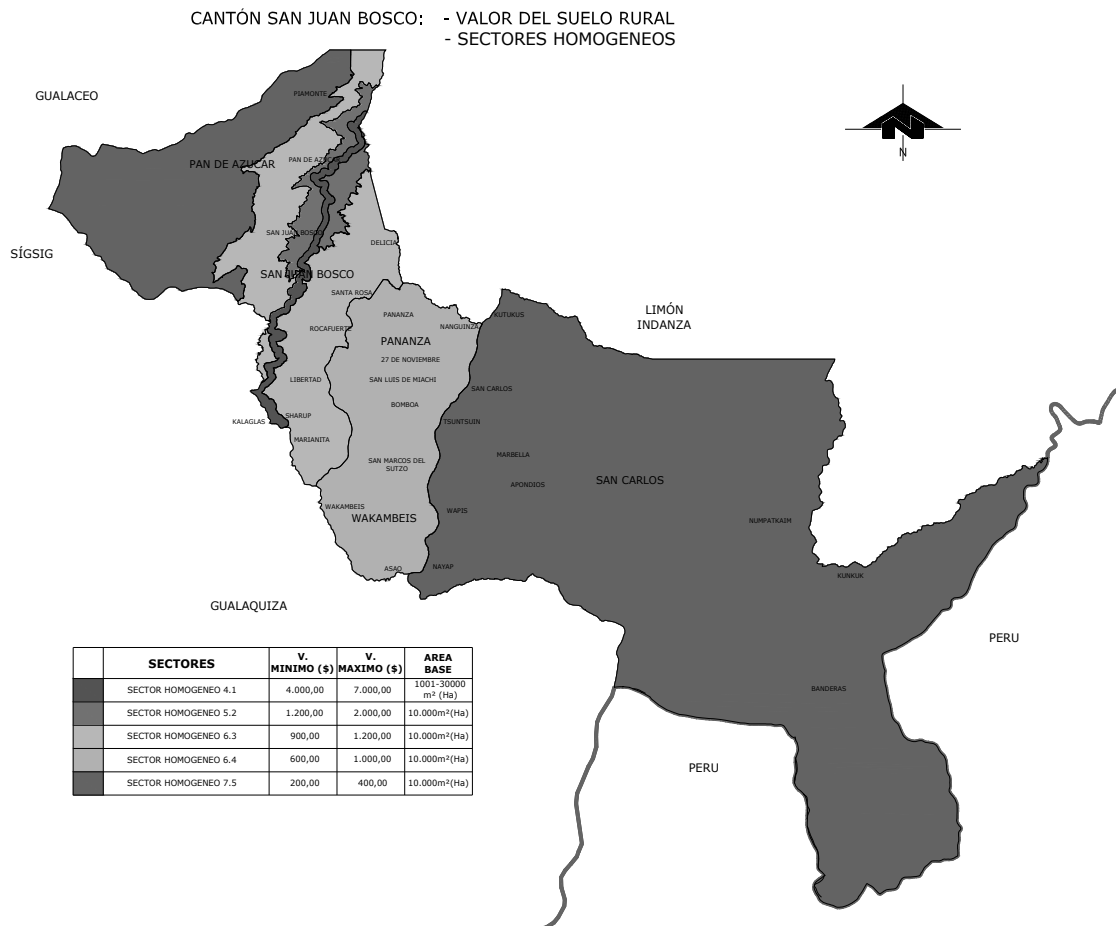 CANTÓN SAN JUAN BOSCO: - VALOR DEL SUELO RURAL
- SECTORES HOMOGENEOS
GUALACEO
PIAMONTE
PAN DE AZUCAR
PAN DE AZUCAR
N
SAN JUAN BOSCO
DELICIA
SÍGSIG
SAN JUAN BOSCO
SANTA ROSA
PANANZA
KUTUKUS
LIMÓN
INDANZA
ROCAFUERTE
NANGUINZA
PANANZA
27 DE NOVIEMBRE
LIBERTAD
SAN LUIS DE MIACHI
SAN CARLOS
BOMBOA
SHARUP
KALAGLAS
TSUNTSUIN
MARIANITA
MARBELLA
SAN MARCOS DEL
SUTZO
SAN CARLOS
APONDIOS
WAKAMBEIS
WAPIS
WAKAMBEIS
NUMPATKAIM
ASAO
NAYAP
KUNKUK
GUALAQUIZA
PERU
BANDERAS
PERU
SECTORES V. MINIMO ($) V. MAXIMO ($) AREA BASE
SECTOR HOMOGENEO 4.1 4.000,00 7.000,00 1001-30000 m² (Ha)
SECTOR HOMOGENEO 5.2 1.200,00 2.000,00 10.000m²(Ha)
SECTOR HOMOGENEO 6.3 900,00 1.200,00 10.000m²(Ha)
SECTOR HOMOGENEO 6.4 600,00 1.000,00 10.000m²(Ha)
SECTOR HOMOGENEO 7.5 200,00 400,00 10.000m²(Ha)